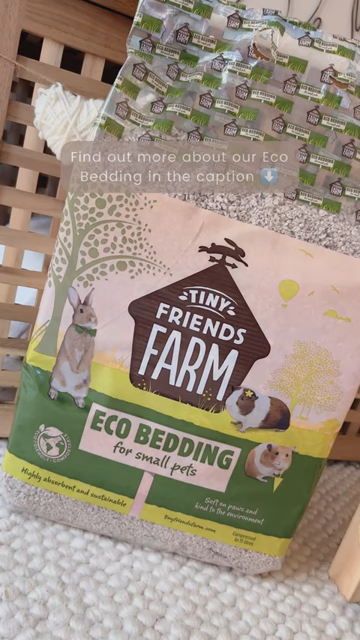 Find out more about our Eco
Bedding in the caption ⬇️
TINY
FRIENDS
FARM
ECO BEDDING
for small pets
Highly absorbent and sustainable
Soft on paws and
kind to the environment
tinyfriendsfarm.com